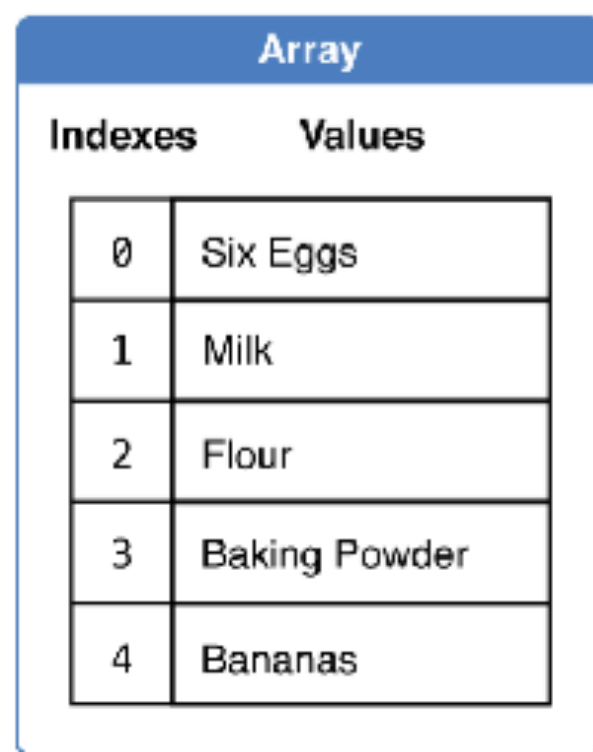 Array
Indexes Values
0 Six Eggs
1 Milk
2 Flour
3 Baking Powder
4 Bananas